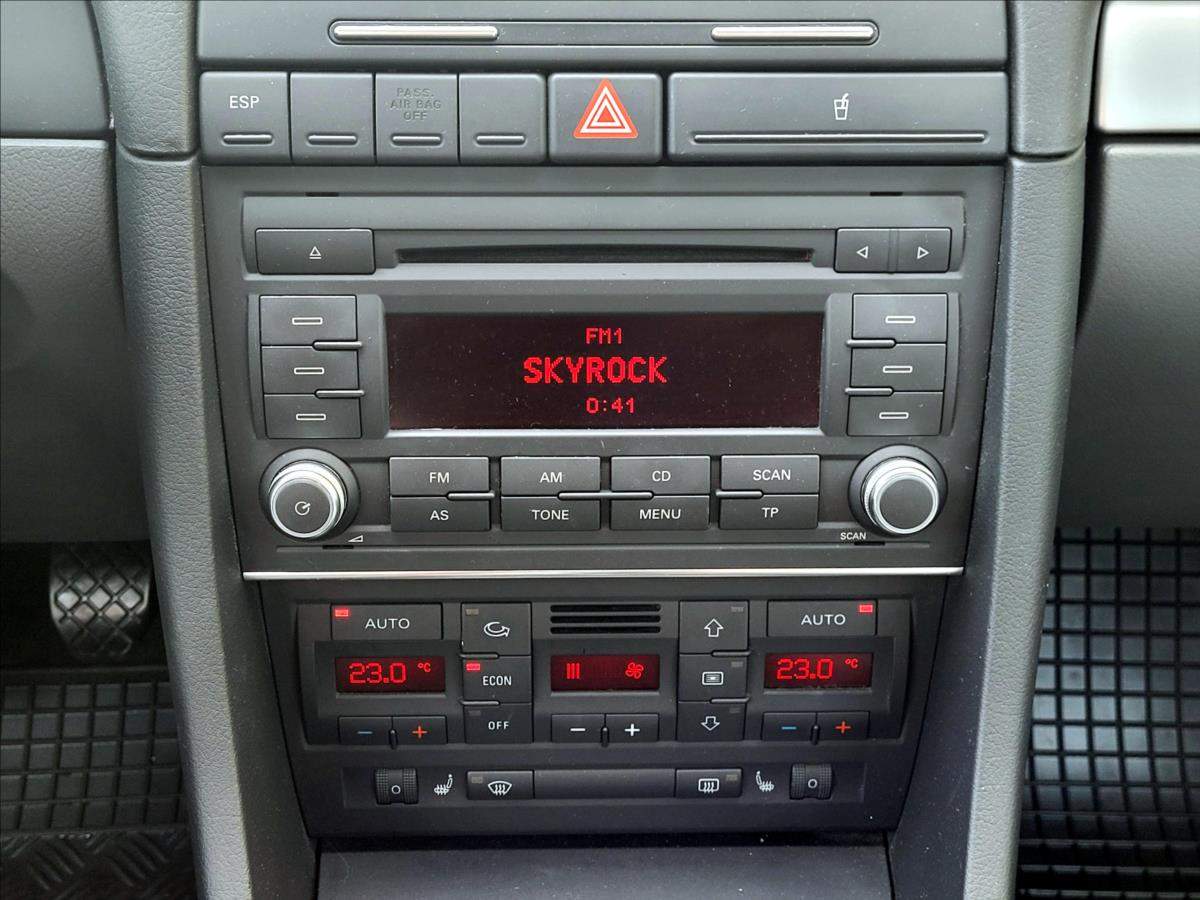 ESP
PASS.
AIR BAG
OFF
FM1
SKYROCK
0:41
FM
AM
CD
SCAN
AS
TONE
MENU
TP
SCAN
AUTO
AUTO
23.0 °C
ECON
23.0 °C
OFF